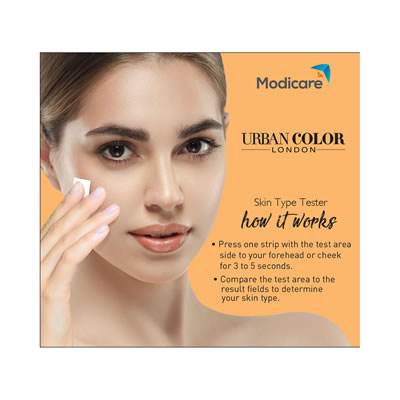 Modicare
URBAN COLOR
LONDON
Skin Type Tester
how it works
• Press one strip with the test area
side to your forehead or cheek
for 3 to 5 seconds.
• Compare the test area to the
result fields to determine
your skin type.